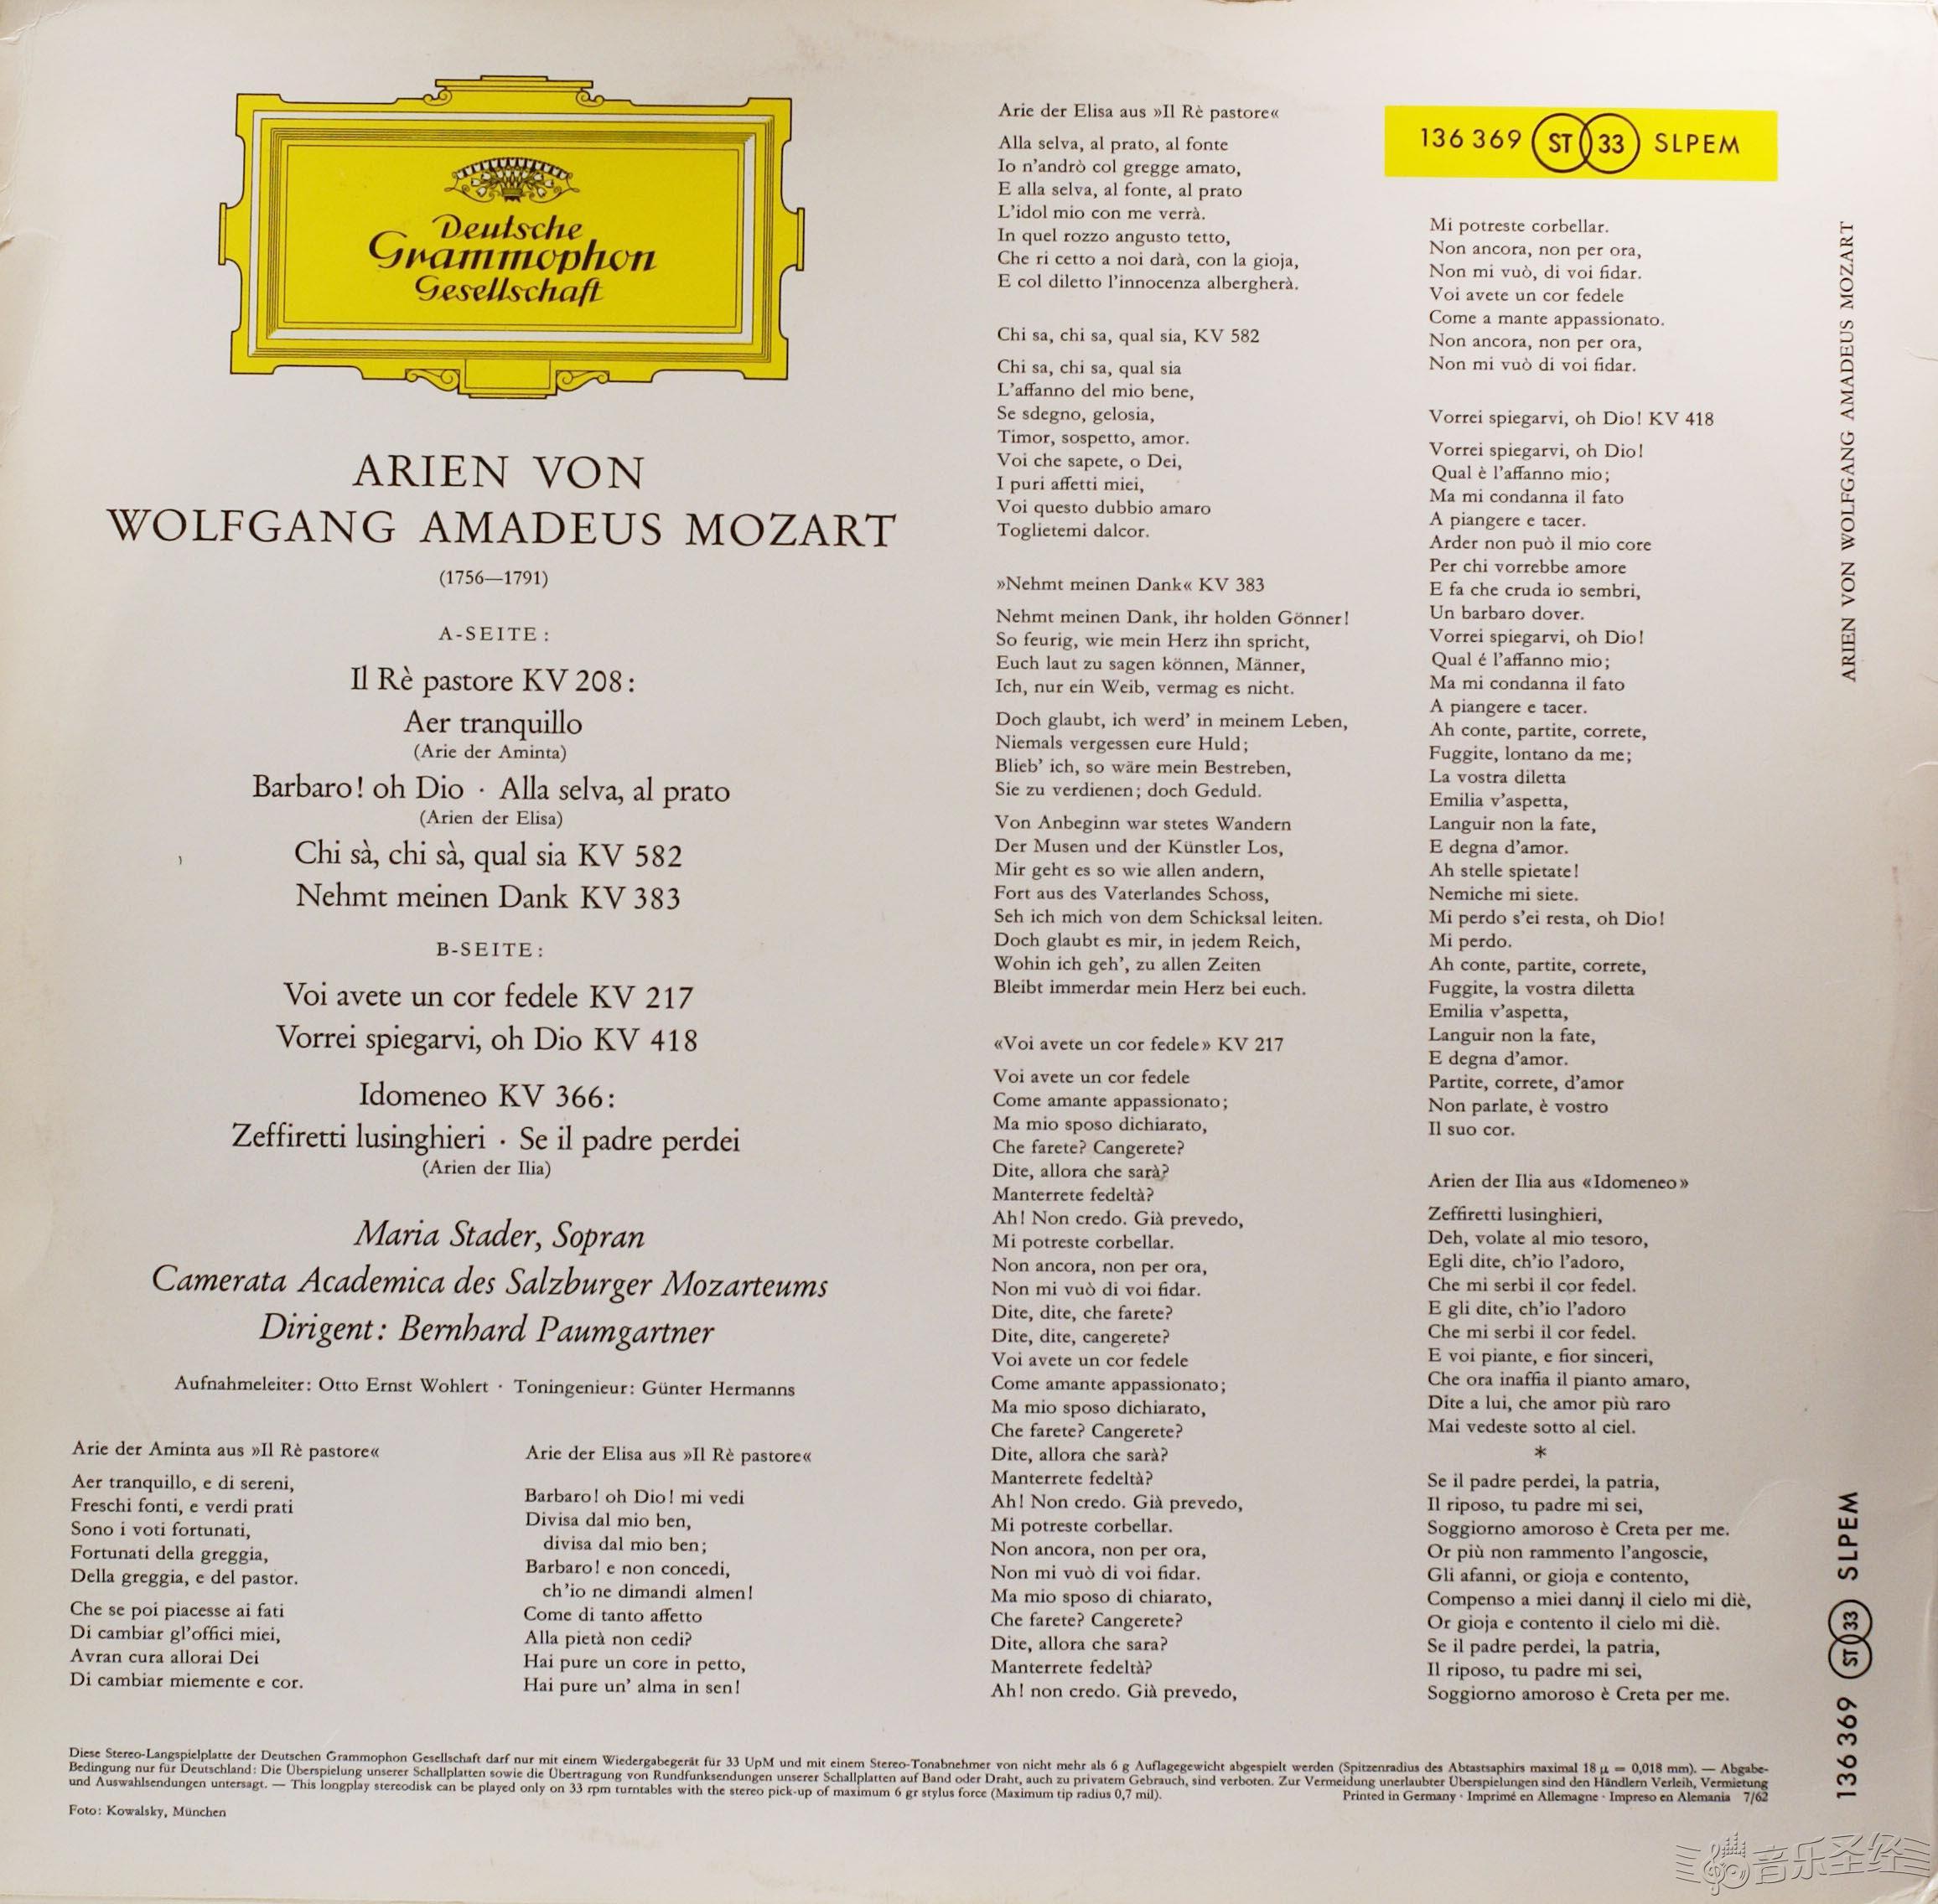 Deutsche
Grammophon
Gesellschaft
ARIEN VON
WOLFGANG AMADEUS MOZART
(1756—1791)
A-SEITE:
Il Rè pastore KV 208:
Aer tranquillo
(Arie der Aminta)
Barbaro! oh Dio · Alla selva, al prato
(Arien der Elisa)
Chi sà, chi sà, qual sia KV 582
Nehmt meinen Dank KV 383
B-SEITE:
Voi avete un cor fedele KV 217
Vorrei spiegarvi, oh Dio KV 418
Idomeneo KV 366:
Zeffiretti lusinghieri · Se il padre perdei
(Arien der Ilia)
Maria Stader, Sopran
Camerata Academica des Salzburger Mozarteums
Dirigent: Bernhard Paumgartner
Aufnahmeleiter: Otto Ernst Wohlert · Toningenieur: Günter Hermanns
Arie der Aminta aus »Il Rè pastore«
Aer tranquillo, e di sereni,
Freschi fonti, e verdi prati
Sono i voti fortunati,
Fortunati della greggia,
Della greggia, e del pastor.
Che se poi piacesse ai fati
Di cambiar gl'offici miei,
Avran cura allorai Dei
Di cambiar miemente e cor.
Arie der Elisa aus »Il Rè pastore«
Barbaro! oh Dio! mi vedi
Divisa dal mio ben,
divisa dal mio ben;
Barbaro! e non concedi,
ch'io ne dimandi almen!
Come di tanto affetto
Alla pietà non cedi?
Hai pure un core in petto,
Hai pure un' alma in sen!
Arie der Elisa aus »Il Rè pastore«
Alla selva, al prato, al fonte
Io n'andrò col gregge amato,
E alla selva, al fonte, al prato
L'idol mio con me verrà.
In quel rozzo angusto tetto,
Che ri cetto a noi darà, con la gioja,
E col diletto l'innocenza albergherà.
Chi sa, chi sa, qual sia, KV 582
Chi sa, chi sa, qual sia
L'affanno del mio bene,
Se sdegno, gelosia,
Timor, sospetto, amor.
Voi che sapete, o Dei,
I puri affetti miei,
Voi questo dubbio amaro
Toglietemi dalcor.
»Nehmt meinen Dank« KV 383
Nehmt meinen Dank, ihr holden Gönner!
So feurig, wie mein Herz ihn spricht,
Euch laut zu sagen können, Männer,
Ich, nur ein Weib, vermag es nicht.
Doch glaubt, ich werd' in meinem Leben,
Niemals vergessen eure Huld;
Blieb' ich, so wäre mein Bestreben,
Sie zu verdienen; doch Geduld.
Von Anbeginn war stetes Wandern
Der Musen und der Künstler Los,
Mir geht es so wie allen andern,
Fort aus des Vaterlandes Schoss,
Seh ich mich von dem Schicksal leiten.
Doch glaubt es mir, in jedem Reich,
Wohin ich geh', zu allen Zeiten
Bleibt immerdar mein Herz bei euch.
«Voi avete un cor fedele» KV 217
Voi avete un cor fedele
Come amante appassionato;
Ma mio sposo dichiarato,
Che farete? Cangerete?
Dite, allora che sarà?
Manterrete fedeltà?
Ah! Non credo. Già prevedo,
Mi potreste corbellar.
Non ancora, non per ora,
Non mi vuò di voi fidar.
Dite, dite, che farete?
Dite, dite, cangerete?
Voi avete un cor fedele
Come amante appassionato;
Ma mio sposo dichiarato,
Che farete? Cangerete?
Dite, allora che sarà?
Manterrete fedeltà?
Ah! Non credo. Già prevedo,
Mi potreste corbellar.
Non ancora, non per ora,
Non mi vuò di voi fidar.
Ma mio sposo di chiarato,
Che farete? Cangerete?
Dite, allora che sara?
Manterrete fedeltà?
Ah! non credo. Già prevedo,
136 369 ST 33 SLPEM
Mi potreste corbellar.
Non ancora, non per ora,
Non mi vuò, di voi fidar.
Voi avete un cor fedele
Come a mante appassionato.
Non ancora, non per ora,
Non mi vuò di voi fidar.
Vorrei spiegarvi, oh Dio! KV 418
Vorrei spiegarvi, oh Dio!
Qual è l'affanno mio;
Ma mi condanna il fato
A piangere e tacer.
Arder non può il mio core
Per chi vorrebbe amore
E fa che cruda io sembri,
Un barbaro dover.
Vorrei spiegarvi, oh Dio!
Qual é l'affanno mio;
Ma mi condanna il fato
A piangere e tacer.
Ah conte, partite, correte,
Fuggite, lontano da me;
La vostra diletta
Emilia v'aspetta,
Languir non la fate,
E degna d'amor.
Ah stelle spietate!
Nemiche mi siete.
Mi perdo s'ei resta, oh Dio!
Mi perdo.
Ah conte, partite, correte,
Fuggite, la vostra diletta
Emilia v'aspetta,
Languir non la fate,
E degna d'amor.
Partite, correte, d'amor
Non parlate, è vostro
Il suo cor.
Arien der Ilia aus «Idomeneo»
Zeffiretti lusinghieri,
Deh, volate al mio tesoro,
Egli dite, ch'io l'adoro,
Che mi serbi il cor fedel.
E gli dite, ch'io l'adoro
Che mi serbi il cor fedel.
E voi piante, e fior sinceri,
Che ora inaffia il pianto amaro,
Dite a lui, che amor più raro
Mai vedeste sotto al ciel.
*
Se il padre perdei, la patria,
Il riposo, tu padre mi sei,
Soggiorno amoroso è Creta per me.
Or più non rammento l'angoscie,
Gli afanni, or gioja e contento,
Compenso a miei danni il cielo mi diè,
Or gioja e contento il cielo mi diè.
Se il padre perdei, la patria,
Il riposo, tu padre mi sei,
Soggiorno amoroso è Creta per me.
ARIEN VON WOLFGANG AMADEUS MOZART
136 369 ST 33 SLPEM
Diese Stereo-Langspielplatte der Deutschen Grammophon Gesellschaft darf nur mit einem Wiedergabegerät für 33 UpM und mit einem Stereo-Tonabnehmer von nicht mehr als 6 g Auflagegewicht abgespielt werden (Spitzenradius des Abtastsaphirs maximal 18 µ = 0,018 mm). — Abgabe-
Bedingung nur für Deutschland: Die Überspielung unserer Schallplatten sowie die Übertragung von Rundfunksendungen unserer Schallplatten auf Band oder Draht, auch zu privatem Gebrauch, sind verboten. Zur Vermeidung unerlaubter Überspielungen sind den Händlern Verleih, Vermietung
und Auswahlsendungen untersagt. — This longplay stereodisk can be played only on 33 rpm turntables with the stereo pick-up of maximum 6 gr stylus force (Maximum tip radius 0,7 mil).
Printed in Germany · Imprimé en Allemagne · Impreso en Alemania 7/62
Foto: Kowalsky, München
音乐圣经